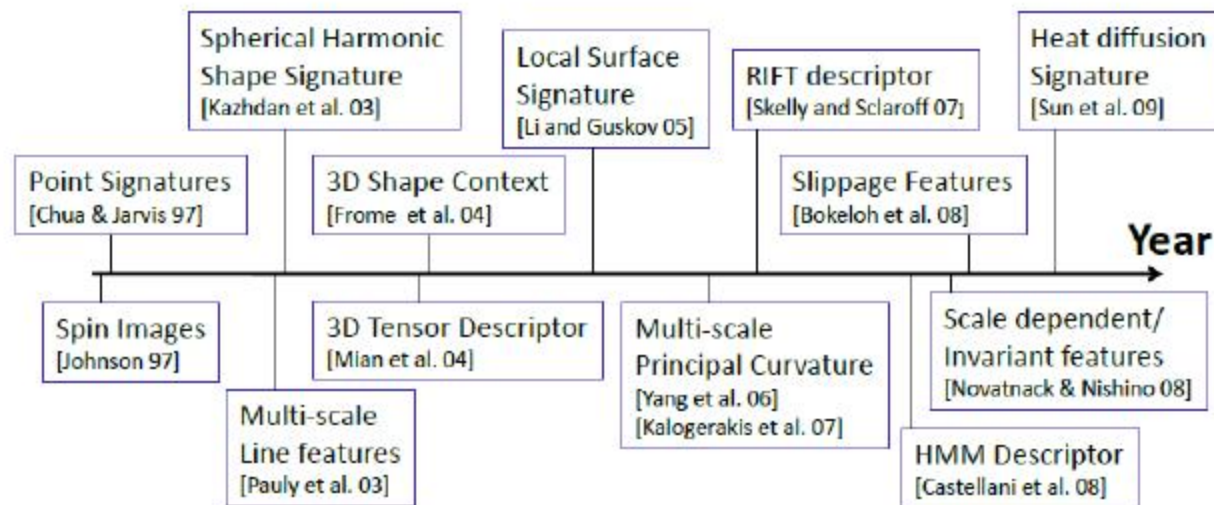 Spherical Harmonic
Shape Signature
[Kazhdan et al. 03]
Local Surface
Signature
[Li and Guskov 05]
RIFT descriptor
[Skelly and Sclaroff 07]
Heat diffusion
Signature
[Sun et al. 09]
Point Signatures
[Chua & Jarvis 97]
3D Shape Context
[Frome et al. 04]
Slippage Features
[Bokeloh et al. 08]
Year
Spin Images
[Johnson 97]
3D Tensor Descriptor
[Mian et al. 04]
Multi-scale
Principal Curvature
[Yang et al. 06]
[Kalogerakis et al. 07]
Scale dependent/
Invariant features
[Novatnack & Nishino 08]
Multi-scale
Line features
[Pauly et al. 03]
HMM Descriptor
[Castellani et al. 08]